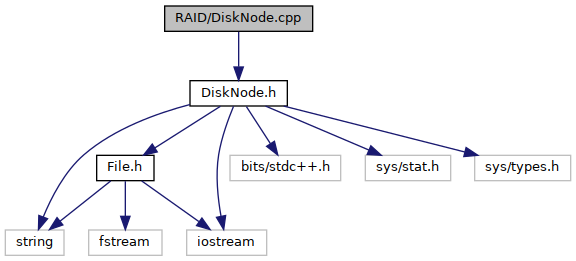 RAID/DiskNode.cpp
DiskNode.h
File.h
bits/stdc++.h
sys/stat.h
sys/types.h
string
fstream
iostream